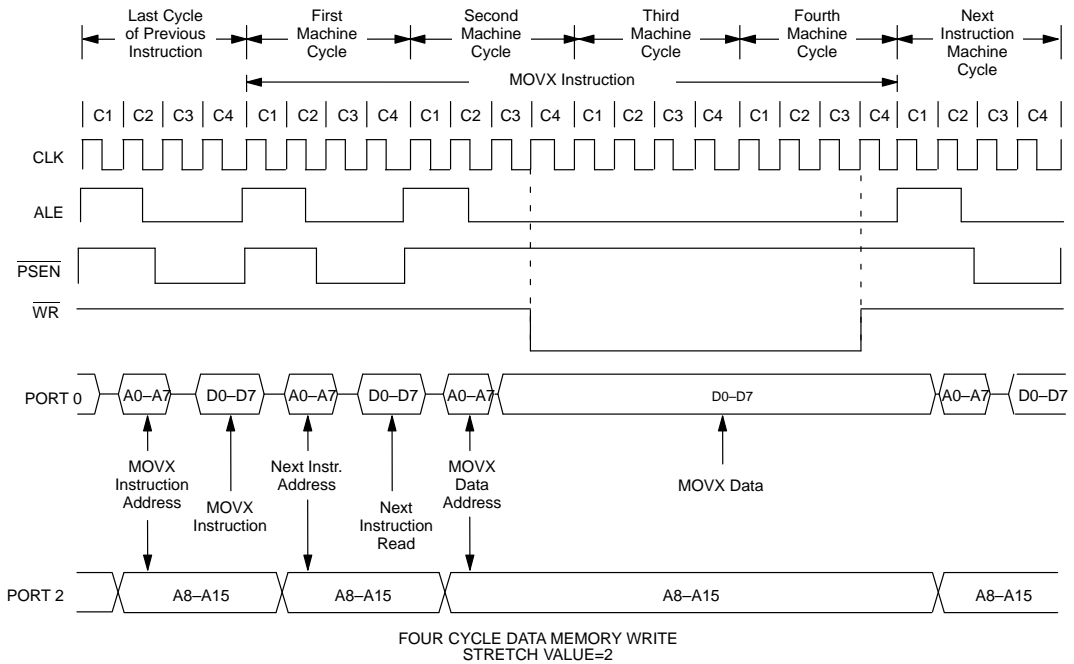 Last Cycle
of Previous
Instruction
First
Machine
Cycle
Second
Machine
Cycle
Third
Machine
Cycle
Fourth
Machine
Cycle
Next
Instruction
Machine
Cycle
MOVX Instruction
C1 C2 C3 C4 C1 C2 C3 C4 C1 C2 C3 C4 C1 C2 C3 C4 C1 C2 C3 C4 C1 C2 C3 C4
CLK
ALE
PSEN
WR
PORT 0
A0–A7 D0–D7 A0–A7 D0–D7 A0–A7 D0–D7 A0–A7 D0–D7
MOVX
Instruction
Address
MOVX
Instruction
Next Instr.
Address
Next
Instruction
Read
MOVX
Data
Address
MOVX Data
PORT 2
A8–A15 A8–A15 A8–A15 A8–A15
FOUR CYCLE DATA MEMORY WRITE
STRETCH VALUE=2